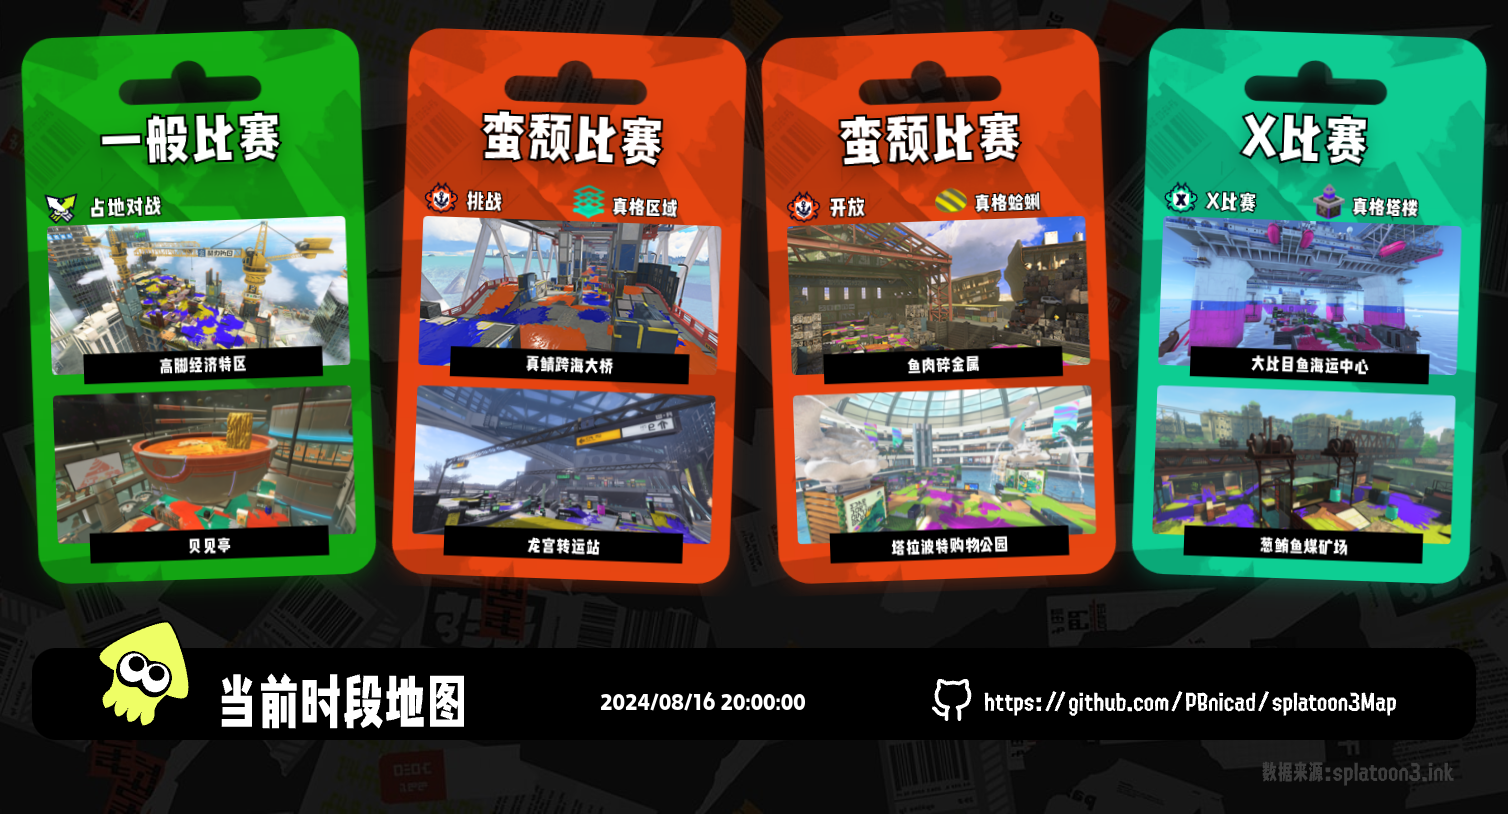 一般比赛
占地对战
高脚经济特区
贝见亭
蛮颓比赛
挑战
真格区域
真鲭跨海大桥
龙宫转运站
蛮颓比赛
开放
真格蛤蜊
鱼肉碎金属
塔拉波特购物公园
X比赛
X比赛
真格塔楼
大比目鱼海运中心
葱鲔鱼煤矿场
当前时段地图
2024/08/16 20:00:00
https://github.com/PBnicad/splatoon3Map
数据来源:splatoon3.ink